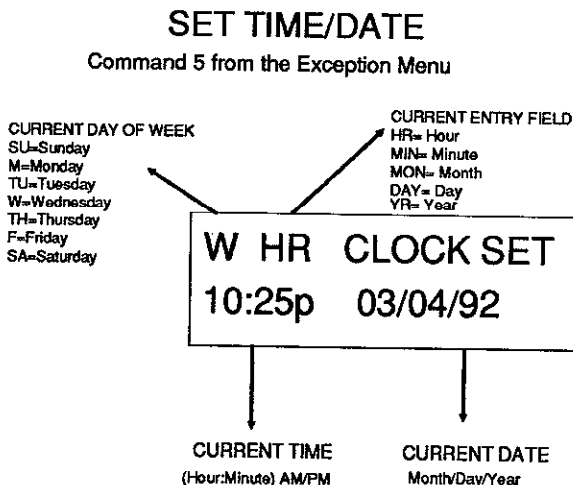 SET TIME/DATE
Command 5 from the Exception Menu
CURRENT DAY OF WEEK
SU=Sunday
M=Monday
TU=Tuesday
W=Wednesday
TH=Thursday
F=Friday
SA=Saturday
CURRENT ENTRY FIELD
HR= Hour
MIN= Minute
MON= Month
DAY= Day
YR= Year
W HR CLOCK SET
10:25p 03/04/92
CURRENT TIME
(Hour:Minute) AM/PM
CURRENT DATE
Month/Day/Year